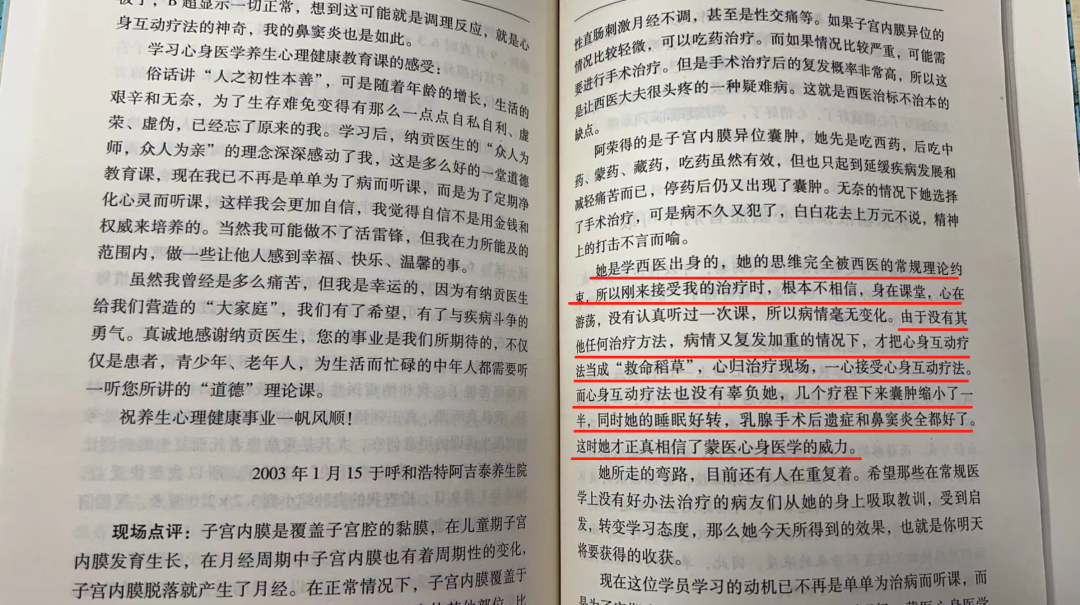 板子，B超显示一切正常，想到这可能就是调理反应，就是心
身互动疗法的神奇，我的鼻窦炎也是如此。
学习心身医学养生心理健康教育课的感受：
俗话讲“人之初性本善”，可是随着年龄的增长，生活的
艰辛和无奈，为了生存难免变得有那么一点点自私自利、虚
荣、虚伪，已经忘了原来的我。学习后，纳贡医生的“众人为
师，众人为亲”的理念深深感动了我，这是多么好的一堂道德
教育课，现在我已不再是单单为了病而听课，而是为了定期净
化心灵而听课，这样我会更加自信，我觉得自信不是用金钱和
权威来培养的。当然我可能做不了活雷锋，但我在力所能及的
范围内，做一些让他人感到幸福、快乐、温馨的事。
虽然我曾经是多么痛苦，但我是幸运的，因为有纳贡医生
给我们营造的“大家庭”，我们有了希望，有了与疾病斗争的
勇气。真诚地感谢纳贡医生，您的事业是我们所期待的，不仅
仅是患者，青少年、老年人，为生活而忙碌的中年人都需要听
一听您所讲的“道德”理论课。
祝养生心理健康事业一帆风顺！
2003年1月15于呼和浩特阿吉泰养生院
现场点评：子宫内膜是覆盖子宫腔的黏膜，在儿童期子宫
内膜发育生长，在月经周期中子宫内膜也有着周期性的变化，
子宫内膜脱落就产生了月经。在正常情况下，子宫内膜覆盖于
性直肠刺激月经不调，甚至是性交痛等。如果子宫内膜异位的
情况比较轻微，可以吃药治疗。而如果情况比较严重，可能需
要进行手术治疗。但是手术治疗后的复发概率非常高，所以这
是让西医大夫很头疼的一种疑难病。这就是西医治标不治本的
缺点。
阿荣得的是子宫内膜异位囊肿，她先是吃西药，后吃中
药、蒙药、藏药，吃药虽然有效，但也只起到延缓疾病发展和
减轻痛苦而已，停药后仍又出现了囊肿。无奈的情况下她选择
了手术治疗，可是病不久又犯了，白白花去上万元不说，精神
上的打击不言而喻。
她是学西医出身的，她的思维完全被西医的常规理论约
束，所以刚来接受我的治疗时，根本不相信，身在课堂，心在
游荡，没有认真听过一次课，所以病情毫无变化。由于没有其
他任何治疗方法，病情又复发加重的情况下，才把心身互动疗
法当成“救命稻草”，心归治疗现场，一心接受心身互动疗法。
而心身互动疗法也没有辜负她，几个疗程下来囊肿缩小了一
半，同时她的睡眠好转，乳腺手术后遗症和鼻窦炎全都好了。
这时她才正真相信了蒙医心身医学的威力。
她所走的弯路，目前还有人在重复着。希望那些在常规医
学上没有好办法治疗的病友们从她的身上吸取教训，受到启
发，转变学习态度，那么她今天所得到的效果，也就是你明天
将要获得的收获。
现在这位学员学习的动机已不再是单单为治病而听课，而